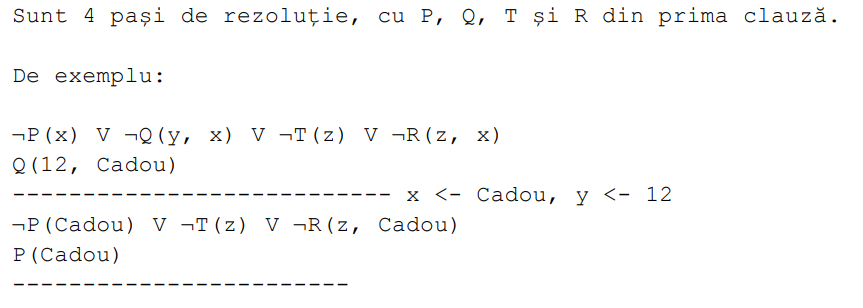 Sunt 4 pași de rezoluție, cu P, Q, T și R din prima clauză.
De exemplu:
¬P(x) V ¬Q(y, x) V ¬T(z) V ¬R(z, x)
Q(12, Cadou)
--------------------------- x <- Cadou, y <- 12
¬P(Cadou) V ¬T(z) V ¬R(z, Cadou)
P(Cadou)
------------------------